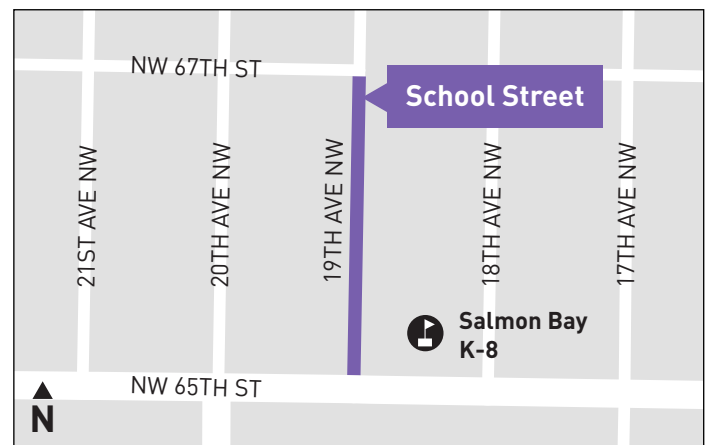 NW 67TH ST
School Street
21ST AVE NW
20TH AVE NW
19TH AVE NW
18TH AVE NW
17TH AVE NW
Salmon Bay
K-8
NW 65TH ST
N